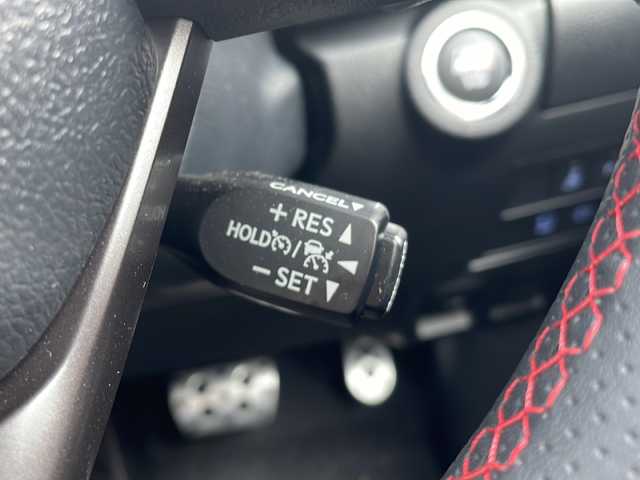 CANCEL▼
+ RES ▲
HOLD / ◀
− SET ▼